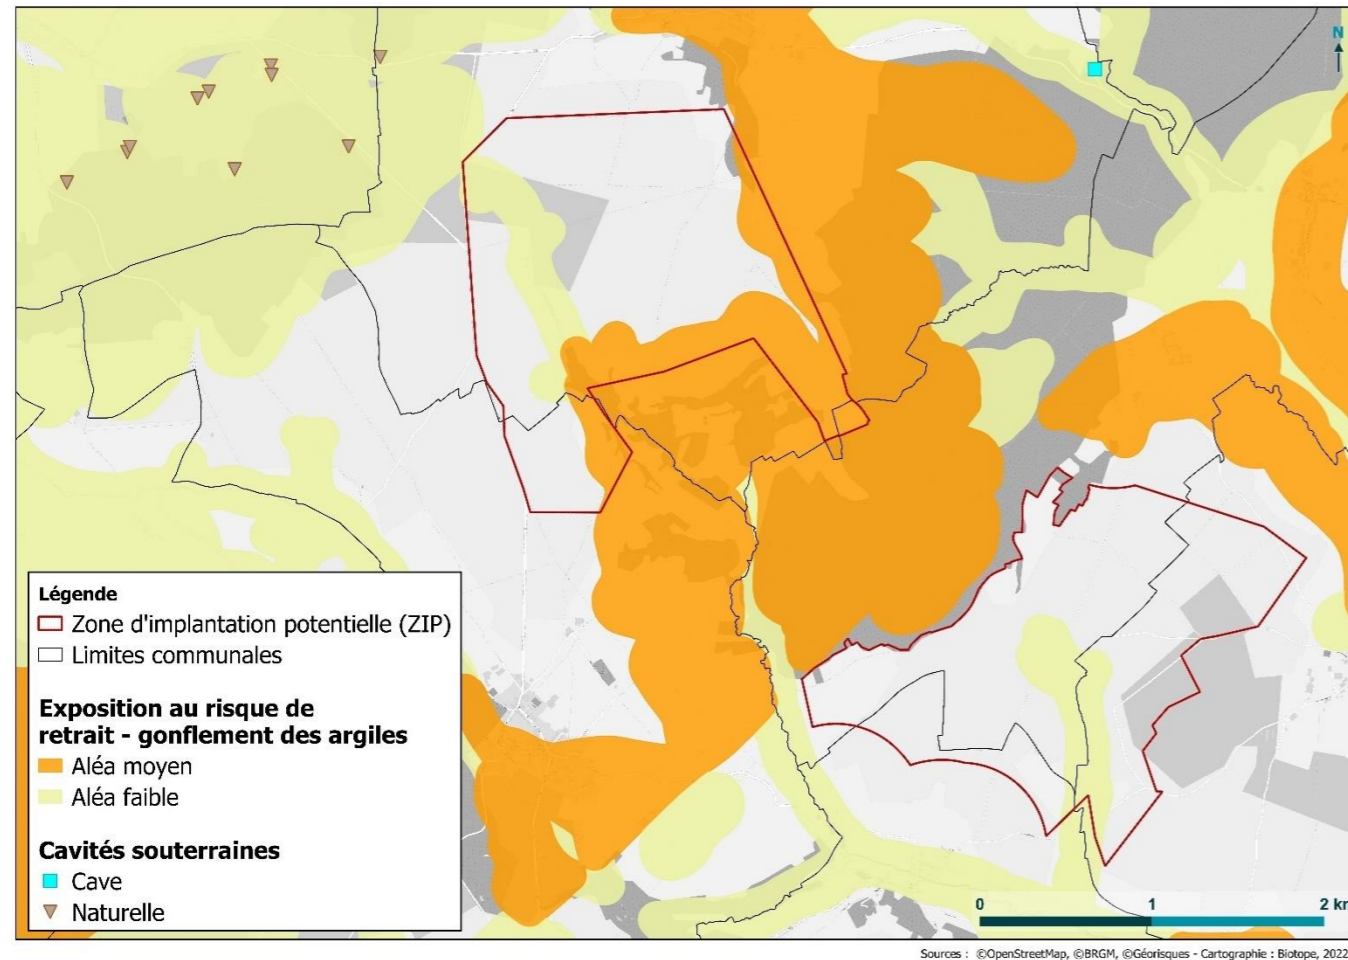 N
Légende
Zone d'implantation potentielle (ZIP)
Limites communales
Exposition au risque de
retrait - gonflement des argiles
Aléa moyen
Aléa faible
Cavités souterraines
Cave
Naturelle
0 1 2 km
Sources : ©OpenStreetMap, ©BRGM, ©Géorisques - Cartographie : Biotope, 2022